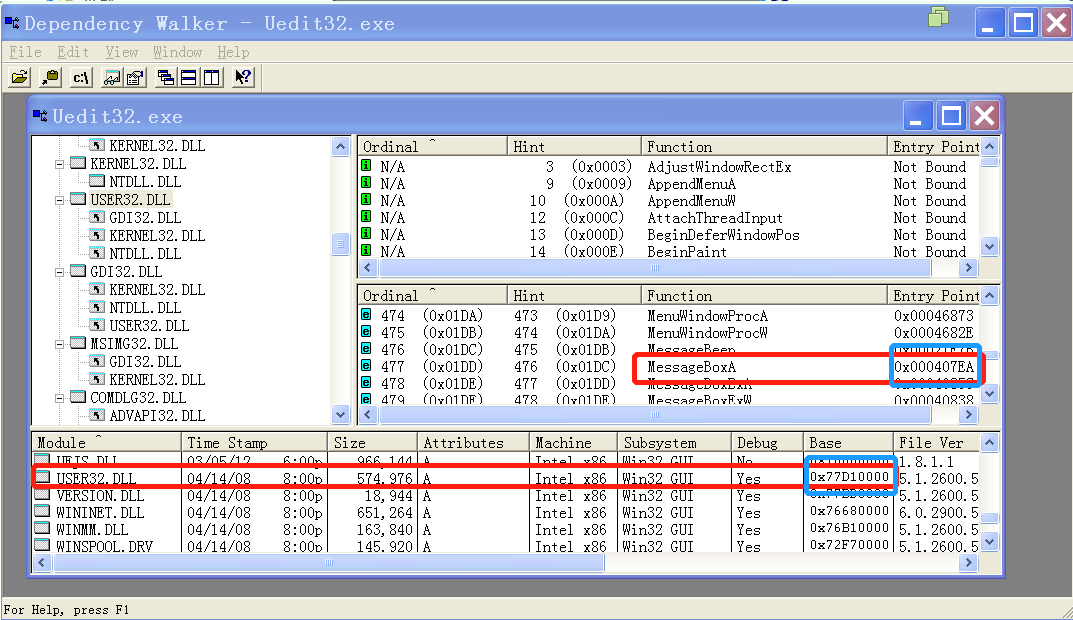 Dependency Walker - Uedit32.exe
File Edit View Window Help
c:\
Uedit32.exe
KERNEL32.DLL
KERNEL32.DLL
NTDLL.DLL
USER32.DLL
GDI32.DLL
KERNEL32.DLL
NTDLL.DLL
GDI32.DLL
KERNEL32.DLL
NTDLL.DLL
USER32.DLL
MSIMG32.DLL
GDI32.DLL
KERNEL32.DLL
COMDLG32.DLL
ADVAPI32.DLL
Ordinal ^ Hint Function Entry Point
N/A 3 (0x0003) AdjustWindowRectEx Not Bound
N/A 9 (0x0009) AppendMenuA Not Bound
N/A 10 (0x000A) AppendMenuW Not Bound
N/A 12 (0x000C) AttachThreadInput Not Bound
N/A 13 (0x000D) BeginDeferWindowPos Not Bound
N/A 14 (0x000E) BeginPaint Not Bound
Ordinal ^ Hint Function Entry Point
474 (0x01DA) 473 (0x01D9) MenuWindowProcA 0x00046873
475 (0x01DB) 474 (0x01DA) MenuWindowProcW 0x0004682E
476 (0x01DC) 475 (0x01DB) MessageBeep
477 (0x01DD) 476 (0x01DC) MessageBoxA 0x000407EA
478 (0x01DE) 477 (0x01DD) MessageBoxExA
479 (0x01DF) 478 (0x01DE) MessageBoxExW 0x00040838
Module ^ Time Stamp Size Attributes Machine Subsystem Debug Base File Ver
UEJS.DLL 03/05/12 6:00p 966,144 A Intel x86 Win32 GUI No 1.8.1.1
USER32.DLL 04/14/08 8:00p 574,976 A Intel x86 Win32 GUI Yes 0x77D10000 5.1.2600.5
VERSION.DLL 04/14/08 8:00p 18,944 A Intel x86 Win32 GUI Yes 5.1.2600.5
WININET.DLL 04/14/08 8:00p 651,264 A Intel x86 Win32 GUI Yes 0x76680000 6.0.2900.5
WINMM.DLL 04/14/08 8:00p 163,840 A Intel x86 Win32 GUI Yes 0x76B10000 5.1.2600.5
WINSPOOL.DRV 04/14/08 8:00p 145,920 A Intel x86 Win32 GUI Yes 0x72F70000 5.1.2600.5
For Help, press F1